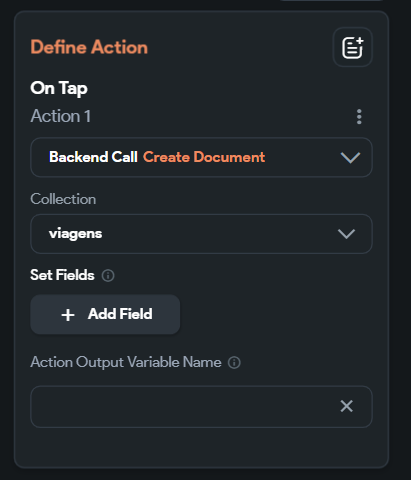 Define Action
On Tap
Action 1
Backend Call Create Document
Collection
viagens
Set Fields
+ Add Field
Action Output Variable Name